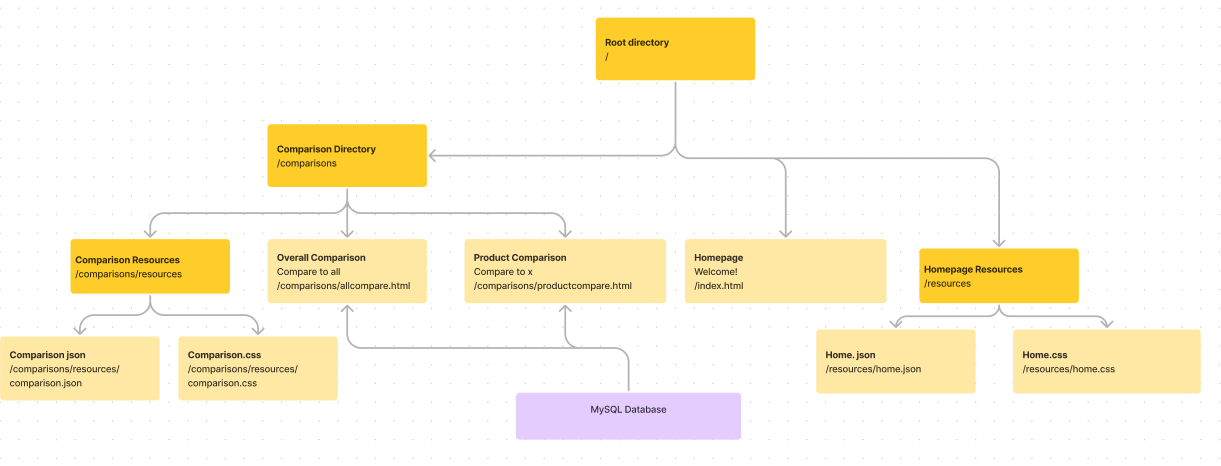 Root directory
/
Comparison Directory
/comparisons
Comparison Resources
/comparisons/resources
Overall Comparison
Compare to all
/comparisons/allcompare.html
Product Comparison
Compare to x
/comparisons/productcompare.html
Homepage
Welcome!
/index.html
Homepage Resources
/resources
Comparison json
/comparisons/resources/
comparison.json
Comparison.css
/comparisons/resources/
comparison.css
Home. json
/resources/home.json
Home.css
/resources/home.css
MySQL Database